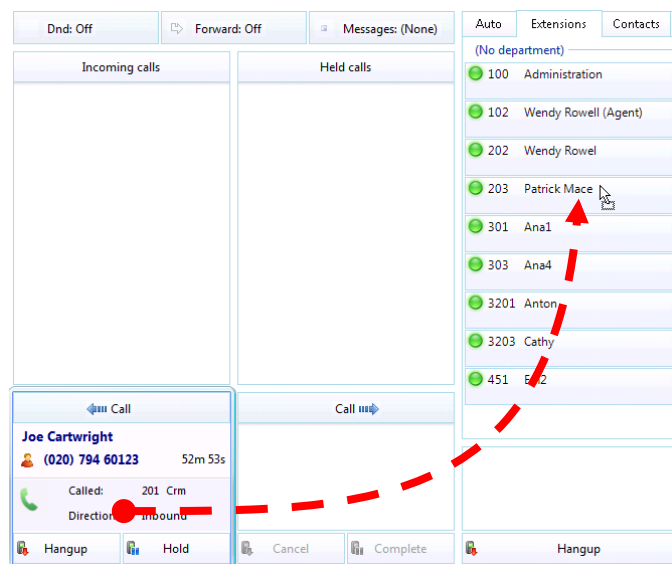 Dnd: Off
Forward: Off
Messages: (None)
Auto
Extensions
Contacts
Incoming calls
Held calls
(No department)
100 Administration
102 Wendy Rowell (Agent)
202 Wendy Rowel
203 Patrick Mace
301 Ana1
303 Ana4
3201 Anton
3203 Cathy
451
Call
Call
Joe Cartwright
(020) 794 60123
52m 53s
Called: 201 Crm
Direction Inbound
Hangup
Hold
Cancel
Complete
Hangup